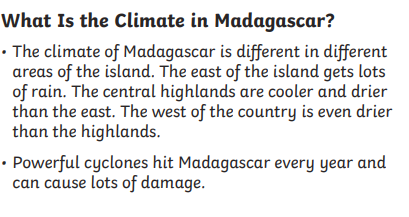 What Is the Climate in Madagascar?
• The climate of Madagascar is different in different
areas of the island. The east of the island gets lots
of rain. The central highlands are cooler and drier
than the east. The west of the country is even drier
than the highlands.
• Powerful cyclones hit Madagascar every year and
can cause lots of damage.